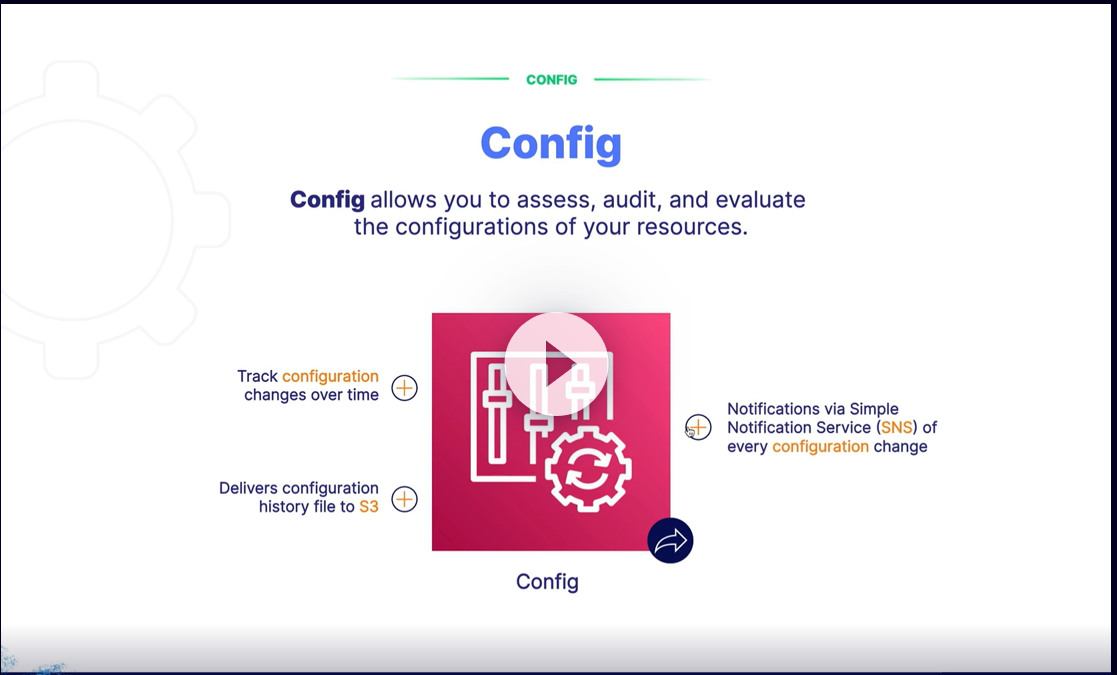 CONFIG
Config
Config allows you to assess, audit, and evaluate
the configurations of your resources.
Track configuration
changes over time
Delivers configuration
history file to S3
Notifications via Simple
Notification Service (SNS) of
every configuration change
Config